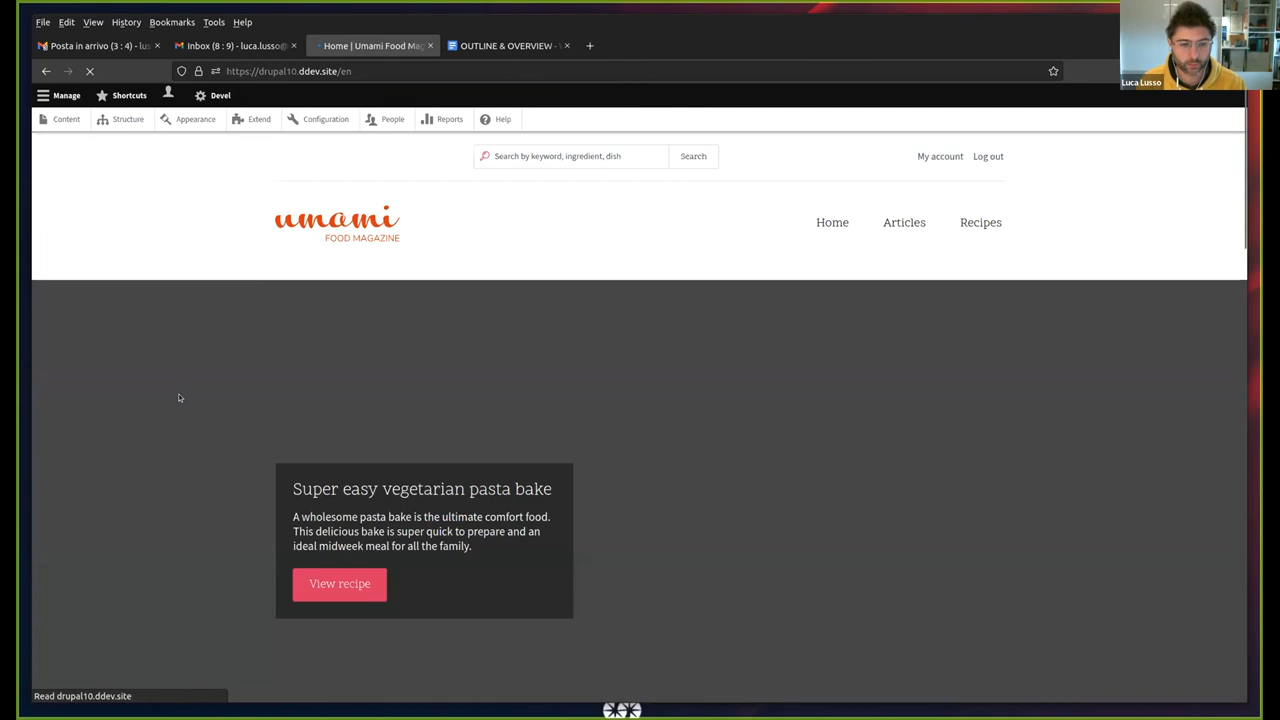 File Edit View History Bookmarks Tools Help
Posta in arrivo (3 : 4) - lus
Inbox (8 : 9) - luca.lusso@
Home | Umami Food Mag
OUTLINE & OVERVIEW -
https://drupal10.ddev.site/en
Luca Lusso
Manage Shortcuts Devel
Content Structure Appearance Extend Configuration People Reports Help
Search by keyword, ingredient, dish Search My account Log out
umami
FOOD MAGAZINE
Home Articles Recipes
Super easy vegetarian pasta bake
A wholesome pasta bake is the ultimate comfort food.
This delicious bake is super quick to prepare and an
ideal midweek meal for all the family.
View recipe
Read drupal10.ddev.site